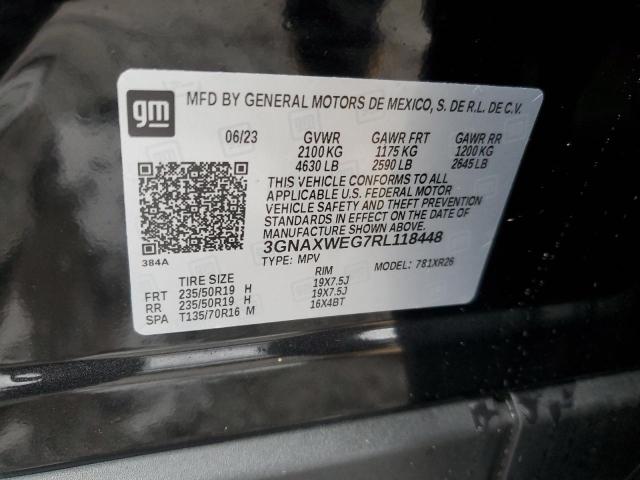 gm
MFD BY GENERAL MOTORS DE MEXICO, S. DE R.L. DE C.V.
06/23 GVWR GAWR FRT GAWR RR
2100 KG 1175 KG 1200 KG
4630 LB 2590 LB 2645 LB
THIS VEHICLE CONFORMS TO ALL
APPLICABLE U.S. FEDERAL MOTOR
VEHICLE SAFETY AND THEFT PREVENTION
STANDARDS IN EFFECT ON THE DATE OF
MANUFACTURE SHOWN ABOVE.
3GNAXWEG7RL118448
384A
TYPE: MPV MODEL: 781XR26
TIRE SIZE RIM
FRT 235/50R19 H 19X7.5J
RR 235/50R19 H 19X7.5J
SPA T135/70R16 M 16X4BT